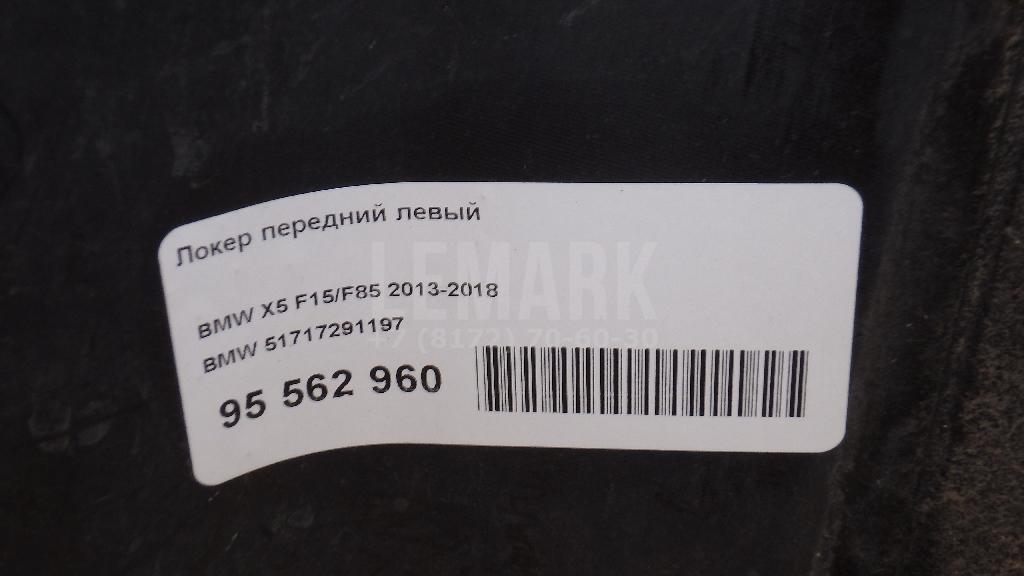 Локер передний левый
LEMARK
BMW X5 F15/F85 2013-2018
BMW 51717291197
+7 (8172) 70-60-30
95 562 960